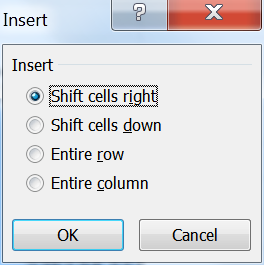 Insert
?
Insert
Shift cells right
Shift cells down
Entire row
Entire column
OK
Cancel